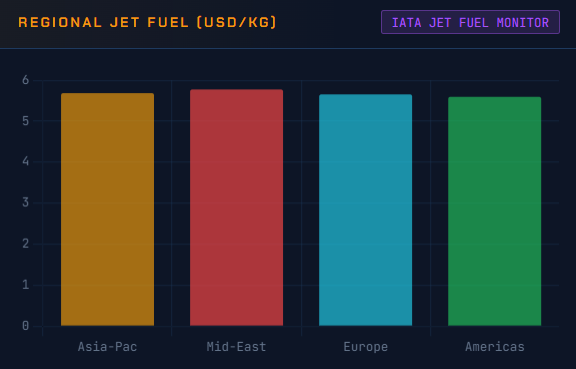 REGIONAL JET FUEL (USD/KG)
IATA JET FUEL MONITOR
6
5
4
3
2
1
0
Asia-Pac Mid-East Europe Americas